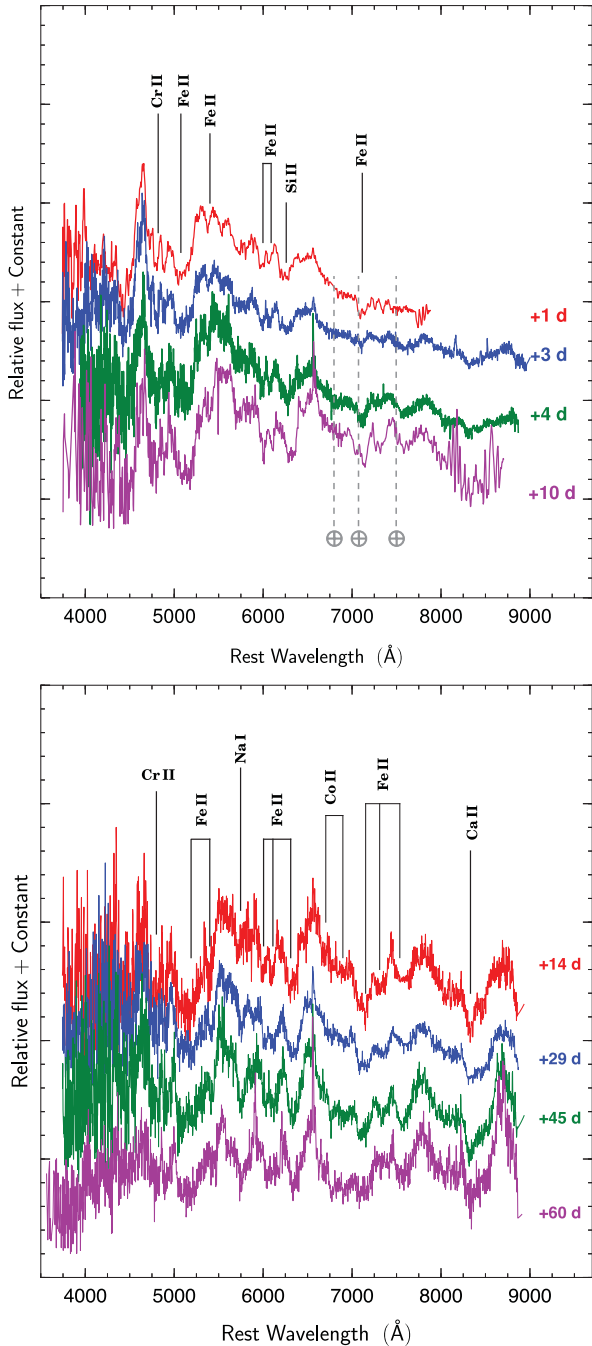 Cr II
Fe II
Fe II
Fe II
Si II
Fe II
Relative flux + Constant
+1 d
+3 d
+4 d
+10 d
4000 5000 6000 7000 8000 9000
Rest Wavelength (Å)
Cr II
Fe II
Na I
Fe II
Co II
Fe II
Ca II
Relative flux + Constant
+14 d
+29 d
+45 d
+60 d
4000 5000 6000 7000 8000 9000
Rest Wavelength (Å)